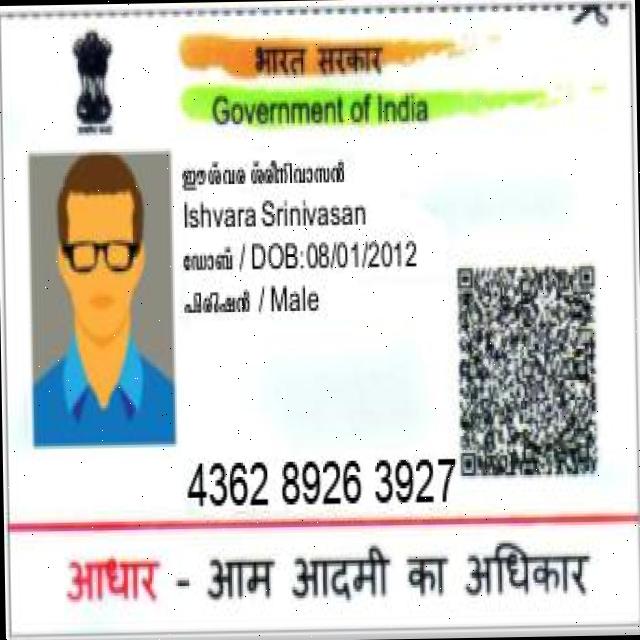 भारत सरकार
Government of India
ഈശ്വര ശ്രീനിവാസൻ
Ishvara Srinivasan
ഡോബ് / DOB:08/01/2012
പിരിഷൻ / Male
4362 8926 3927
आधार - आम आदमी का अधिकार